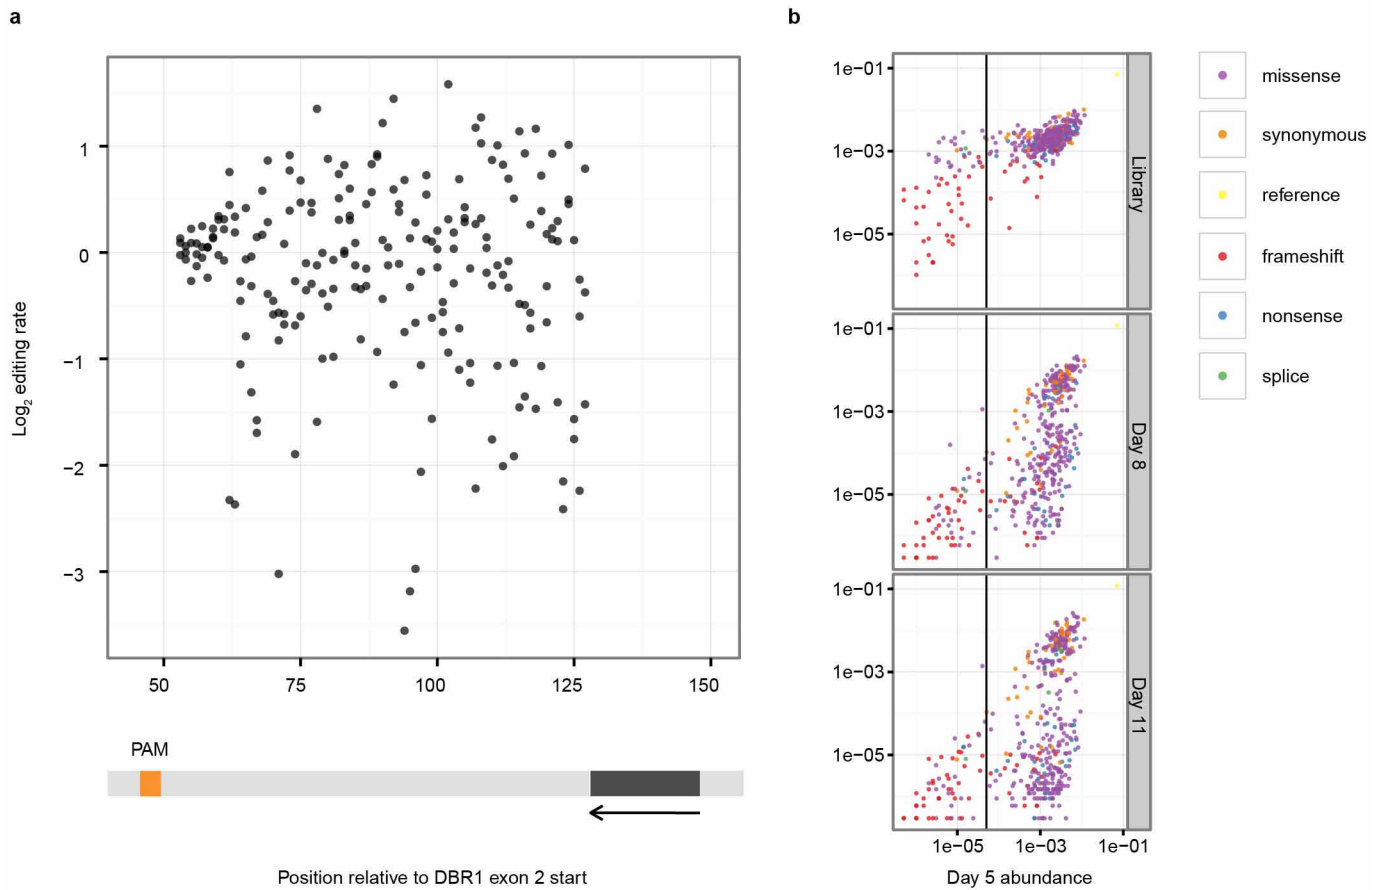 a
b
Log2 editing rate
1
0
−1
−2
−3
50
75
100
125
150
PAM
Position relative to DBR1 exon 2 start
1e−01
1e−03
1e−05
Library
1e−01
1e−03
1e−05
Day 8
1e−01
1e−03
1e−05
Day 11
1e−05
1e−03
1e−01
Day 5 abundance
missense
synonymous
reference
frameshift
nonsense
splice